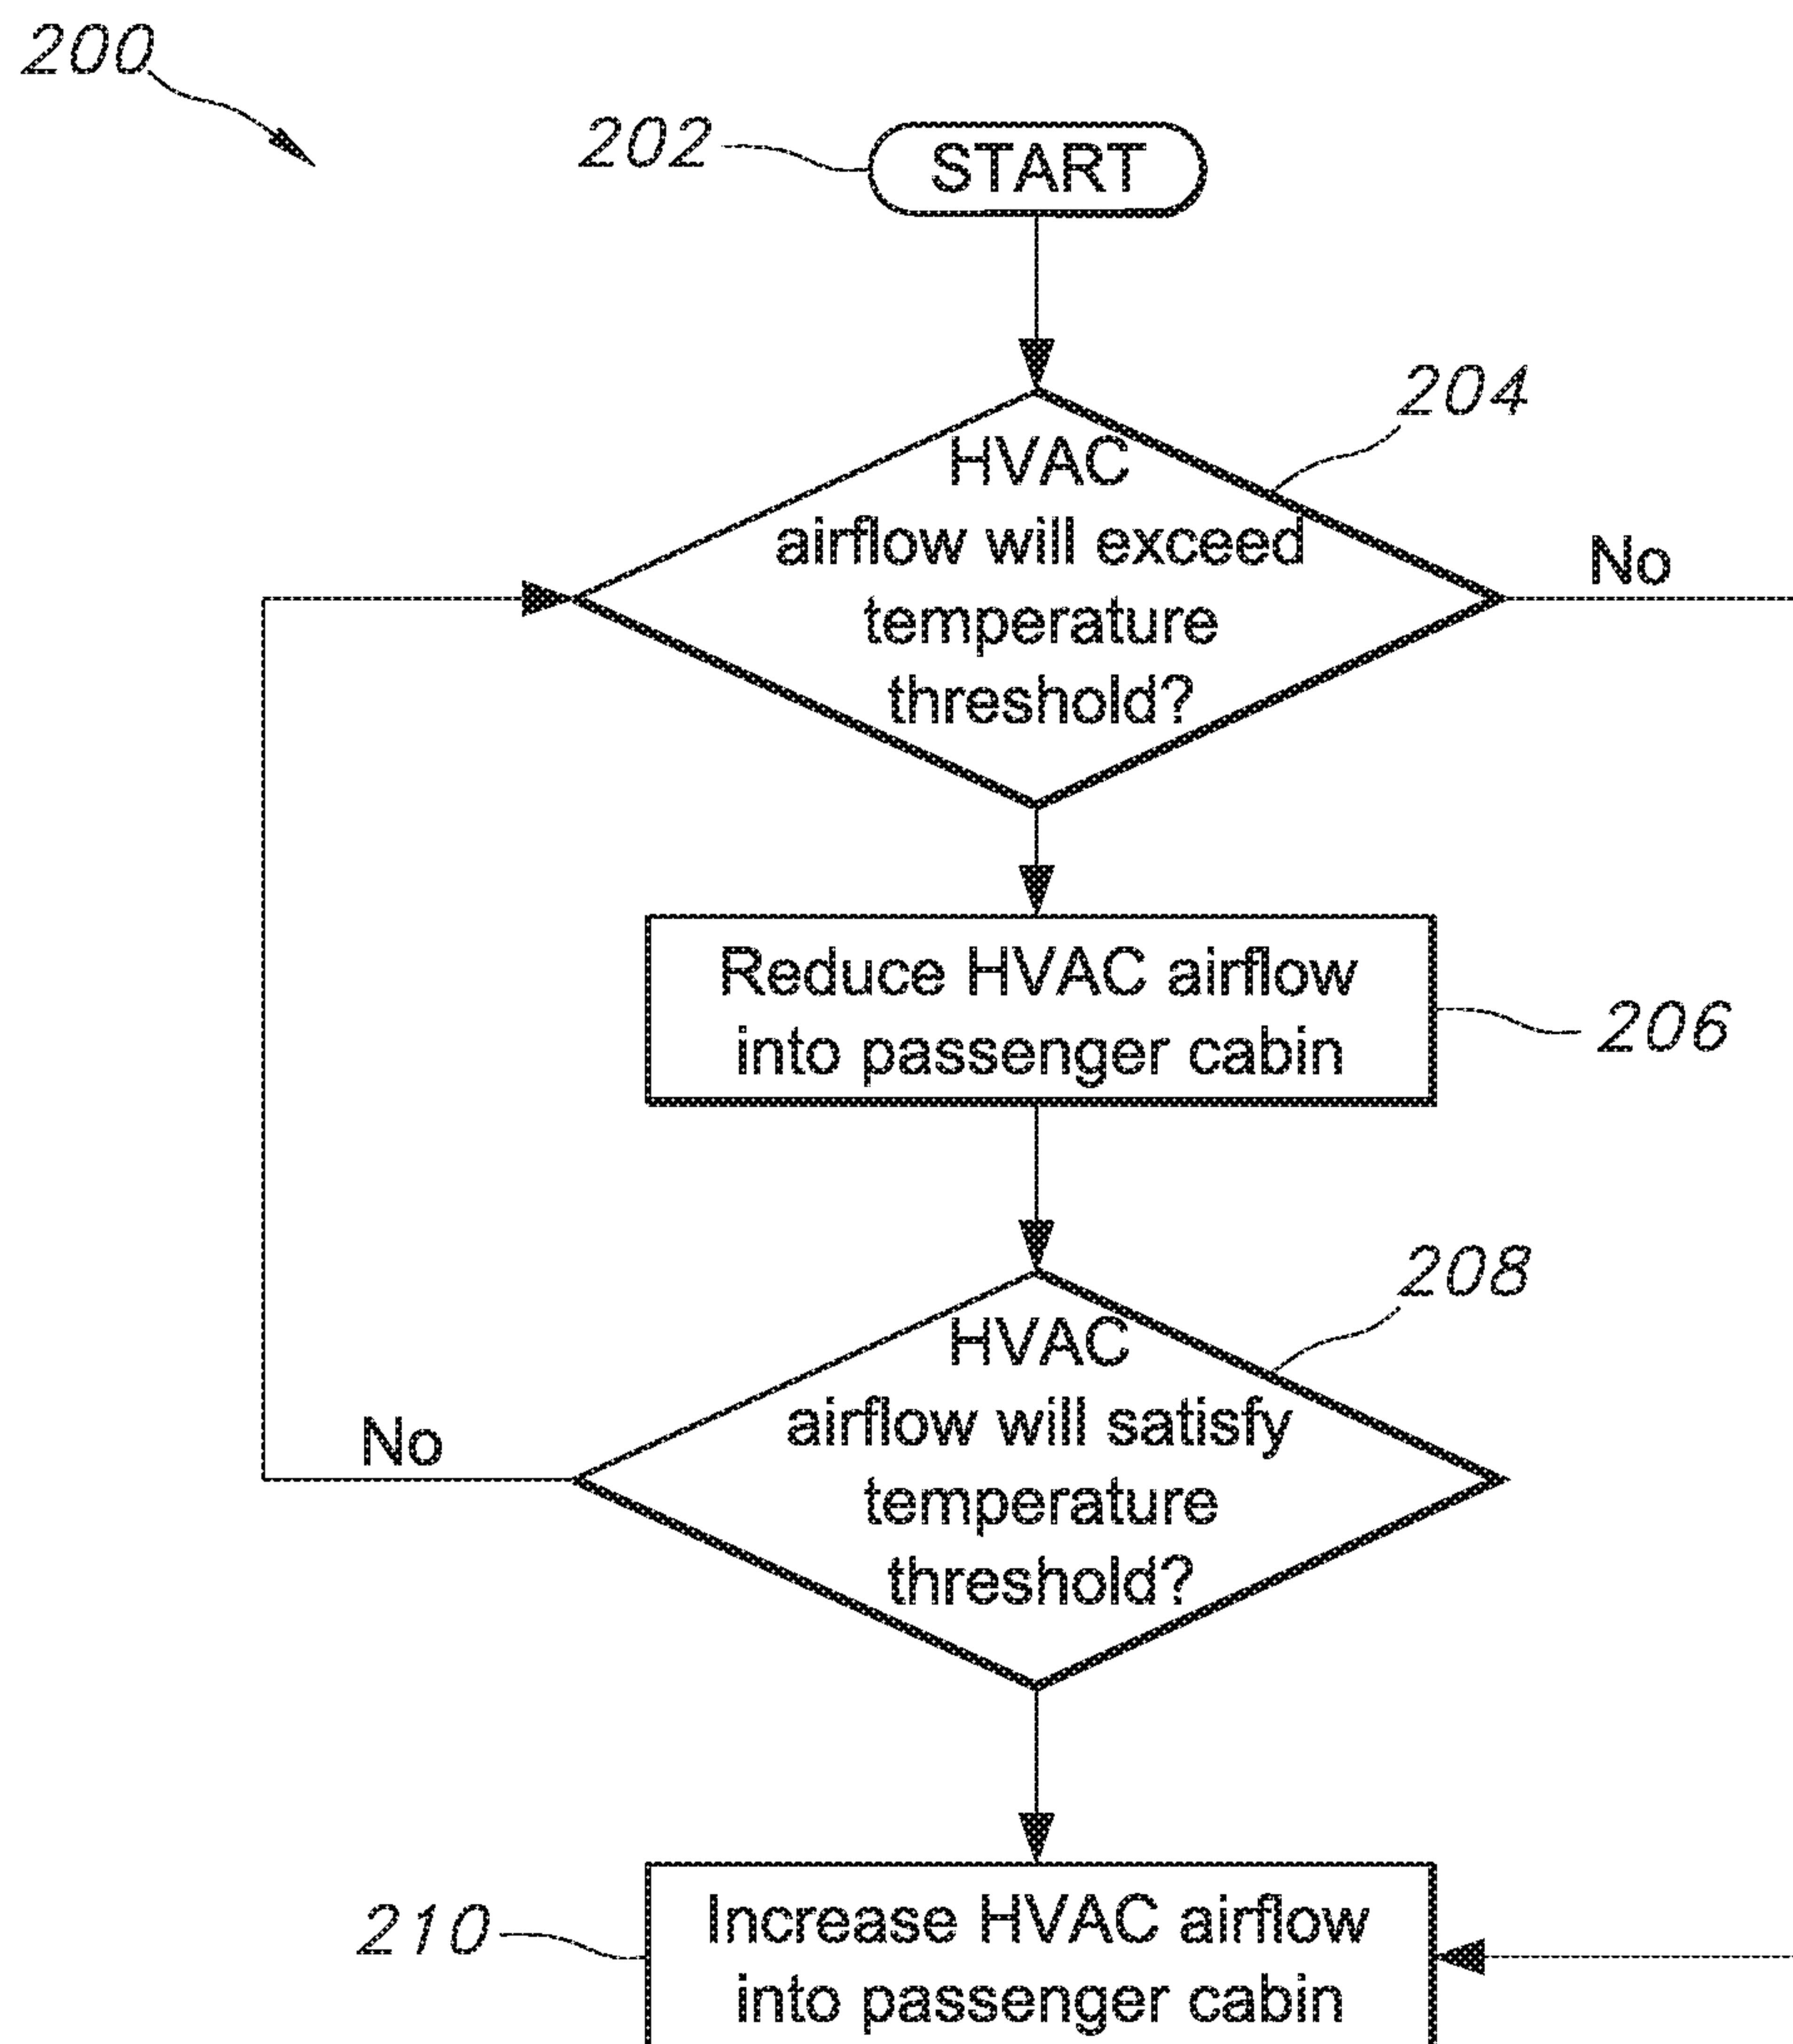 200
202
START
204
HVAC
airflow will exceed
temperature
threshold?
No
Reduce HVAC airflow
into passenger cabin
206
208
HVAC
airflow will satisfy
temperature
threshold?
No
210
Increase HVAC airflow
into passenger cabin